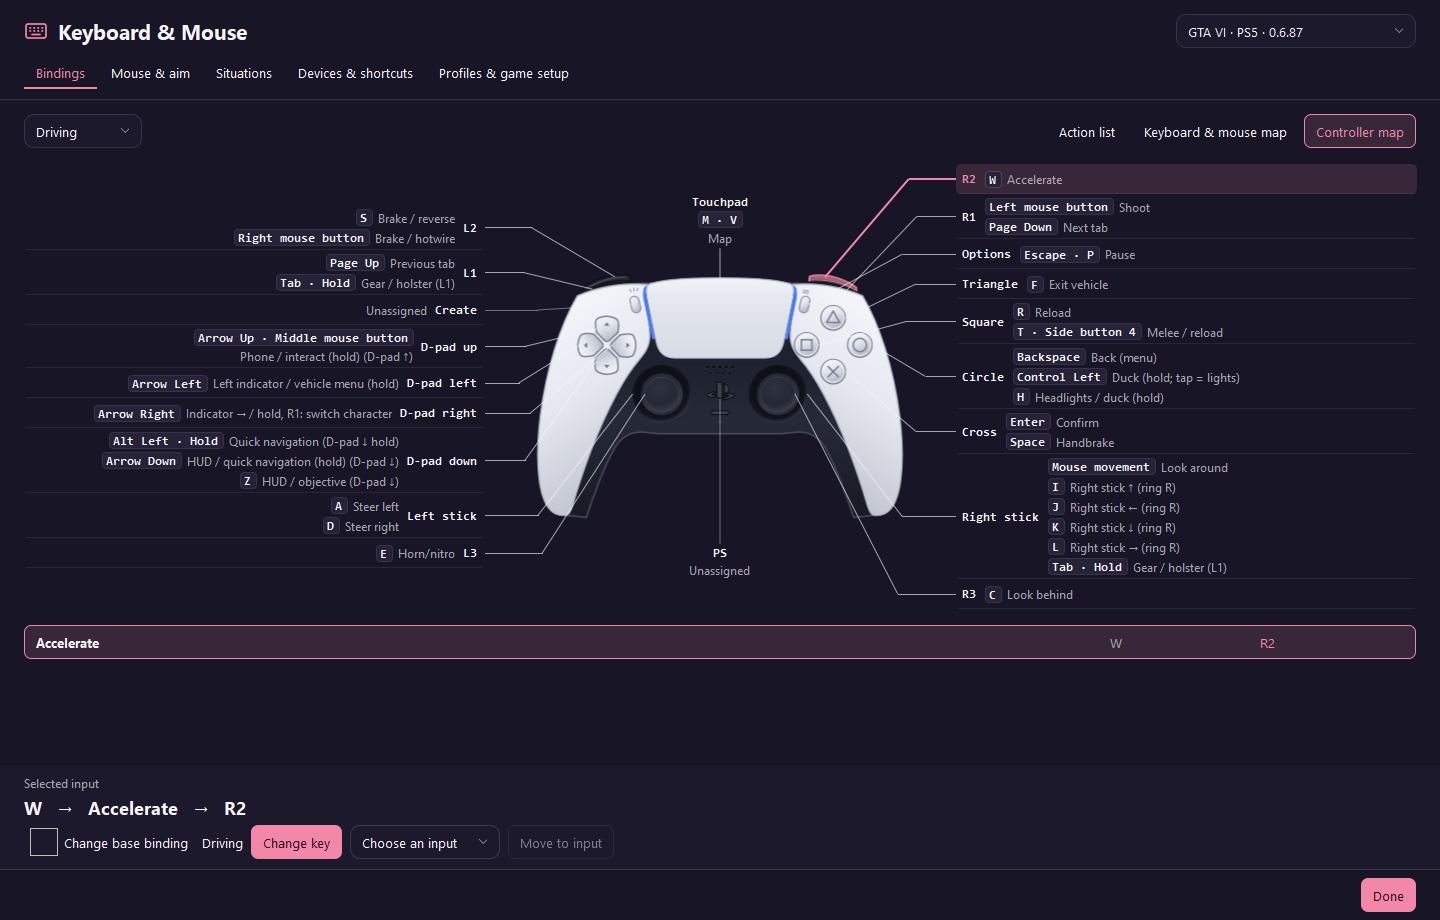 Keyboard & Mouse
GTA VI · PS5 · 0.6.87
Bindings
Mouse & aim
Situations
Devices & shortcuts
Profiles & game setup
Driving
Action list
Keyboard & mouse map
Controller map
S Brake / reverse
Right mouse button Brake / hotwire
L2
Page Up Previous tab
Tab · Hold Gear / holster (L1)
L1
Unassigned Create
Arrow Up · Middle mouse button
Phone / interact (hold) (D-pad ↑)
D-pad up
Arrow Left Left indicator / vehicle menu (hold) D-pad left
Arrow Right Indicator → / hold, R1: switch character D-pad right
Alt Left · Hold Quick navigation (D-pad ↓ hold)
Arrow Down HUD / quick navigation (hold) (D-pad ↓)
Z HUD / objective (D-pad ↓)
D-pad down
A Steer left
D Steer right
Left stick
E Horn/nitro L3
Touchpad
M · V
Map
PS
Unassigned
R2 W Accelerate
R1
Left mouse button Shoot
Page Down Next tab
Options Escape · P Pause
Triangle F Exit vehicle
Square
R Reload
T · Side button 4 Melee / reload
Circle
Backspace Back (menu)
Control Left Duck (hold; tap = lights)
H Headlights / duck (hold)
Cross
Enter Confirm
Space Handbrake
Right stick
Mouse movement Look around
I Right stick ↑ (ring R)
J Right stick ← (ring R)
K Right stick ↓ (ring R)
L Right stick → (ring R)
Tab · Hold Gear / holster (L1)
R3 C Look behind
Accelerate W R2
Selected input
W → Accelerate → R2
Change base binding
Driving
Change key
Choose an input
Move to input
Done